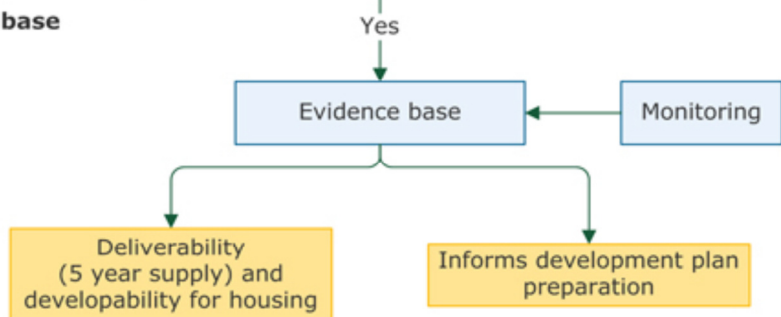 base
Yes
Evidence base
Monitoring
Deliverability
(5 year supply) and
developability for housing
Informs development plan
preparation